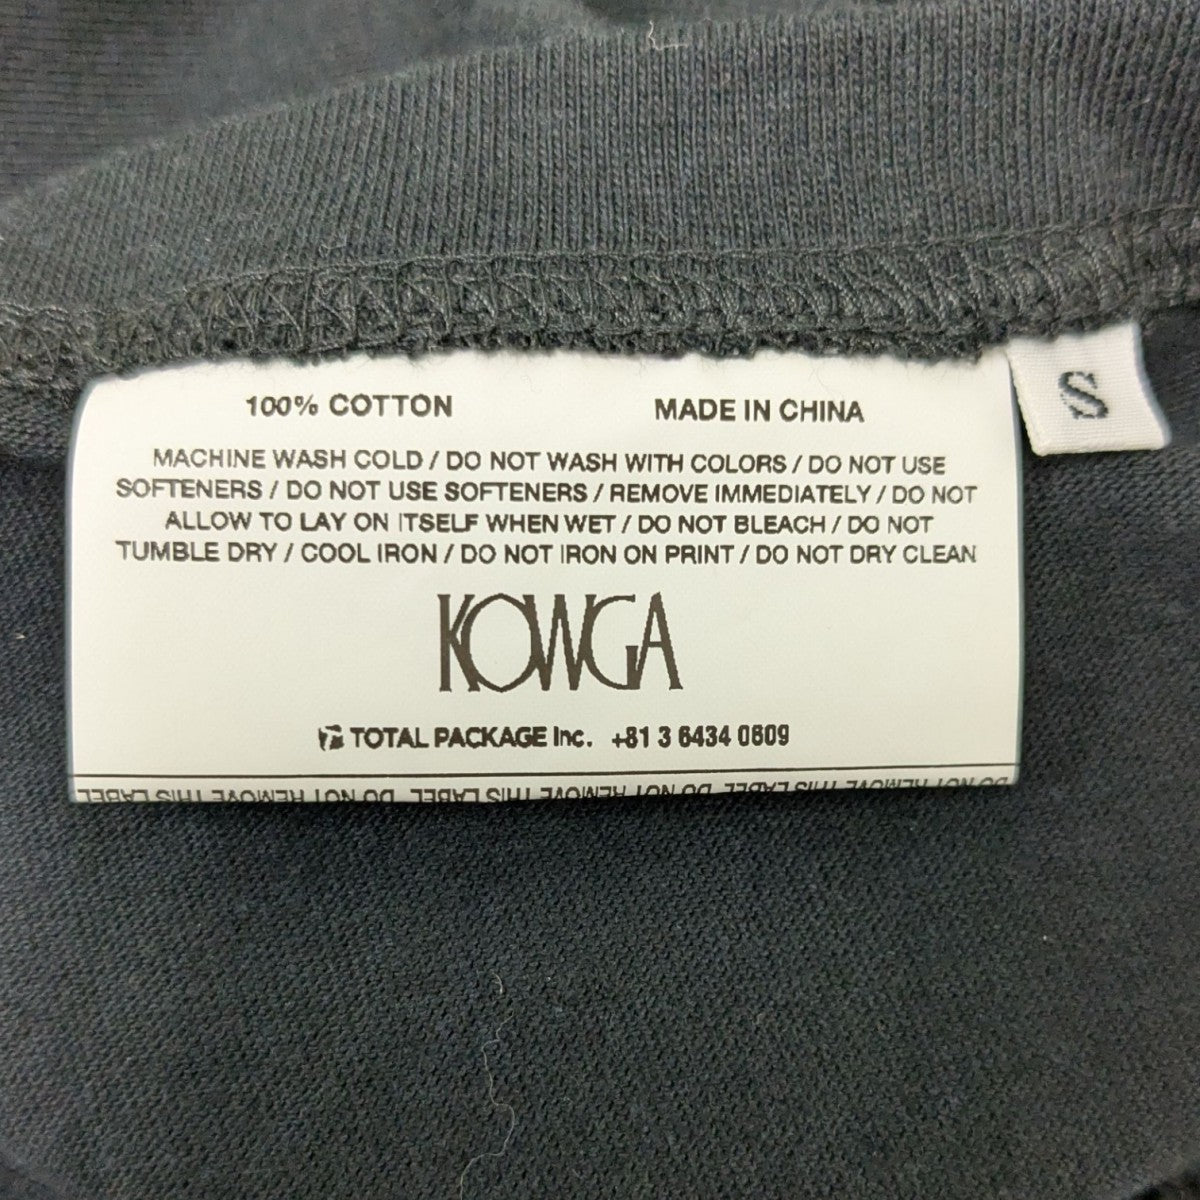 100% COTTON MADE IN CHINA
S
MACHINE WASH COLD / DO NOT WASH WITH COLORS / DO NOT USE
SOFTENERS / DO NOT USE SOFTENERS / REMOVE IMMEDIATELY / DO NOT
ALLOW TO LAY ON ITSELF WHEN WET / DO NOT BLEACH / DO NOT
TUMBLE DRY / COOL IRON / DO NOT IRON ON PRINT / DO NOT DRY CLEAN
KOWGA
TOTAL PACKAGE Inc. +81 3 6434 0609
DO NOT REMOVE THIS LABEL DO NOT REMOVE THIS LABEL DO NOT REMOVE THIS LABEL